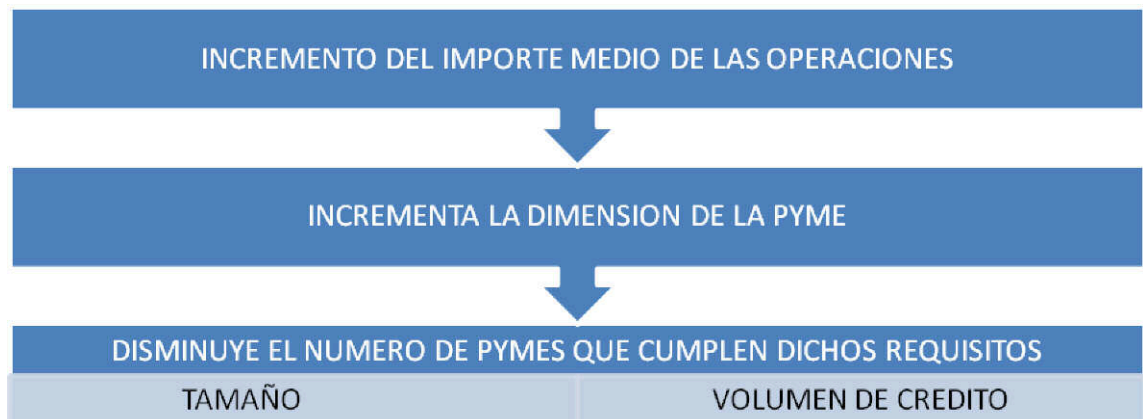 INCREMENTO DEL IMPORTE MEDIO DE LAS OPERACIONES
INCREMENTA LA DIMENSION DE LA PYME
DISMINUYE EL NUMERO DE PYMES QUE CUMPLEN DICHOS REQUISITOS
TAMAÑO
VOLUMEN DE CREDITO